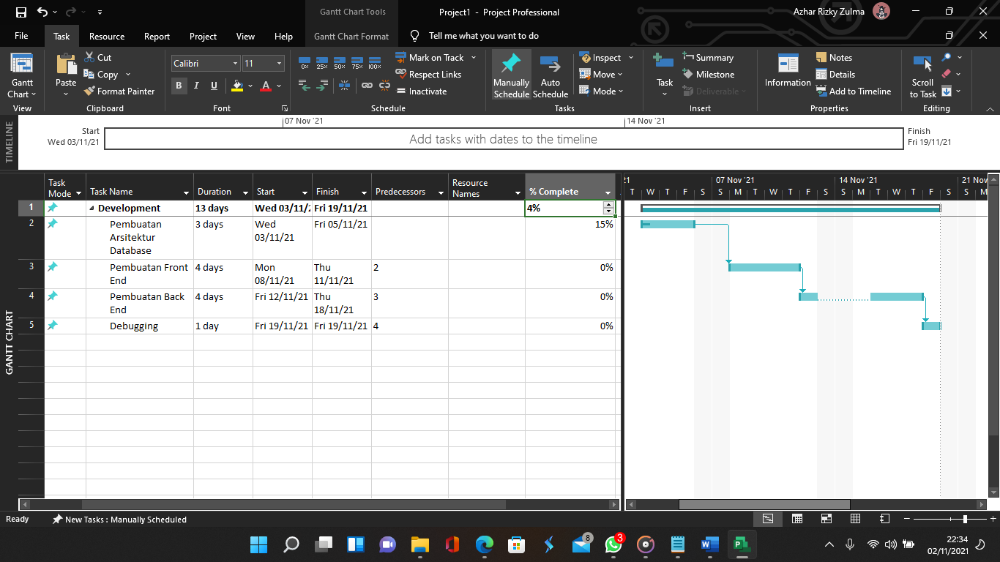 Gantt Chart Tools
Project1 - Project Professional
Azhar Rizky Zulma
File Task Resource Report Project View Help Gantt Chart Format Tell me what you want to do
Gantt Chart
View
Paste
Cut
Copy
Format Painter
Clipboard
Calibri 11
B I U A
Font
0% 25% 50% 75% 100%
Mark on Track
Respect Links
Inactivate
Schedule
Manually Schedule
Auto Schedule
Inspect
Move
Mode
Tasks
Task
Summary
Milestone
Deliverable
Insert
Information
Notes
Details
Add to Timeline
Properties
Scroll to Task
Editing
TIMELINE
07 Nov '21 14 Nov '21
Start
Wed 03/11/21
Add tasks with dates to the timeline
Finish
Fri 19/11/21
GANTT CHART
Task Mode Task Name Duration Start Finish Predecessors Resource Names % Complete
'21 07 Nov '21 14 Nov '21 21 Nov
T W T F S S M T W T F S S M T W T F S S M
1 Development 13 days Wed 03/11/2 Fri 19/11/21 4%
2 Pembuatan Arsitektur Database 3 days Wed 03/11/21 Fri 05/11/21 15%
3 Pembuatan Front End 4 days Mon 08/11/21 Thu 11/11/21 2 0%
4 Pembuatan Back End 4 days Fri 12/11/21 Thu 18/11/21 3 0%
5 Debugging 1 day Fri 19/11/21 Fri 19/11/21 4 0%
Ready New Tasks : Manually Scheduled
8 3
22:34
02/11/2021